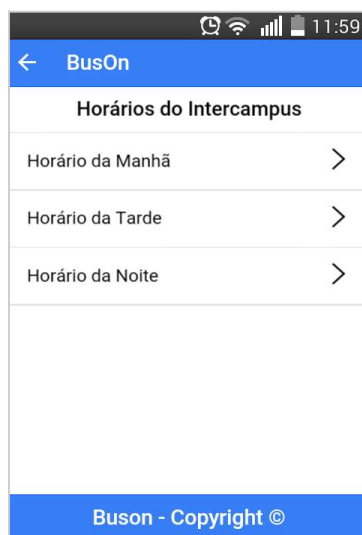 11:59
BusOn
Horários do Intercampus
Horário da Manhã
Horário da Tarde
Horário da Noite
Buson - Copyright ©